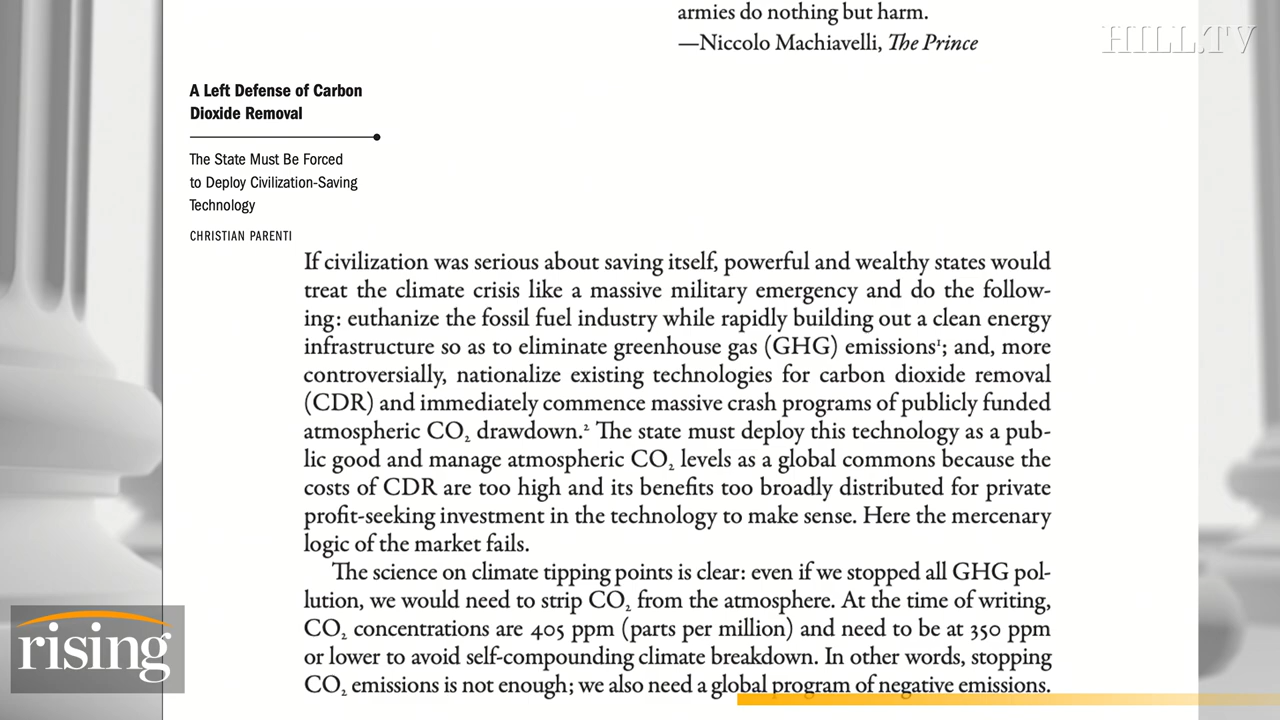 armies do nothing but harm.
—Niccolo Machiavelli, The Prince
HILL.TV
A Left Defense of Carbon
Dioxide Removal
The State Must Be Forced
to Deploy Civilization-Saving
Technology
CHRISTIAN PARENTI
If civilization was serious about saving itself, powerful and wealthy states would
treat the climate crisis like a massive military emergency and do the follow-
ing: euthanize the fossil fuel industry while rapidly building out a clean energy
infrastructure so as to eliminate greenhouse gas (GHG) emissions¹; and, more
controversially, nationalize existing technologies for carbon dioxide removal
(CDR) and immediately commence massive crash programs of publicly funded
atmospheric CO₂ drawdown.² The state must deploy this technology as a pub-
lic good and manage atmospheric CO₂ levels as a global commons because the
costs of CDR are too high and its benefits too broadly distributed for private
profit-seeking investment in the technology to make sense. Here the mercenary
logic of the market fails.
The science on climate tipping points is clear: even if we stopped all GHG pol-
lution, we would need to strip CO₂ from the atmosphere. At the time of writing,
CO₂ concentrations are 405 ppm (parts per million) and need to be at 350 ppm
or lower to avoid self-compounding climate breakdown. In other words, stopping
CO₂ emissions is not enough; we also need a global program of negative emissions.
rising